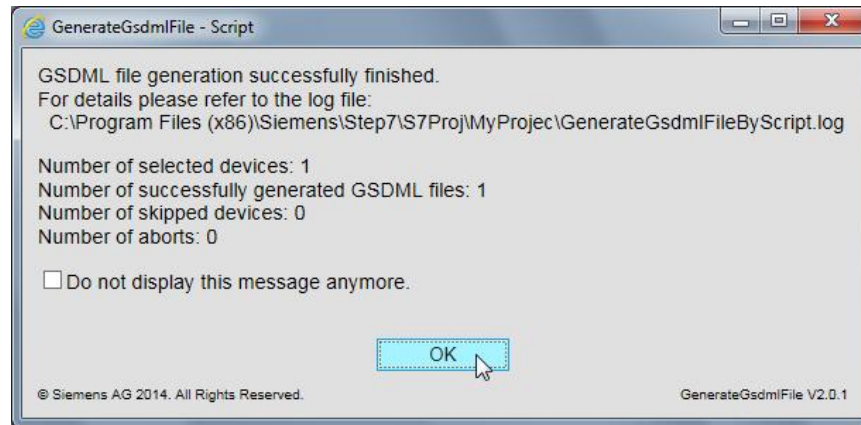 GenerateGsdmlFile - Script
GSDML file generation successfully finished.
For details please refer to the log file:
C:\Program Files (x86)\Siemens\Step7\S7Proj\MyProjec\GenerateGsdmlFileByScript.log
Number of selected devices: 1
Number of successfully generated GSDML files: 1
Number of skipped devices: 0
Number of aborts: 0
Do not display this message anymore.
OK
© Siemens AG 2014. All Rights Reserved. GenerateGsdmlFile V2.0.1